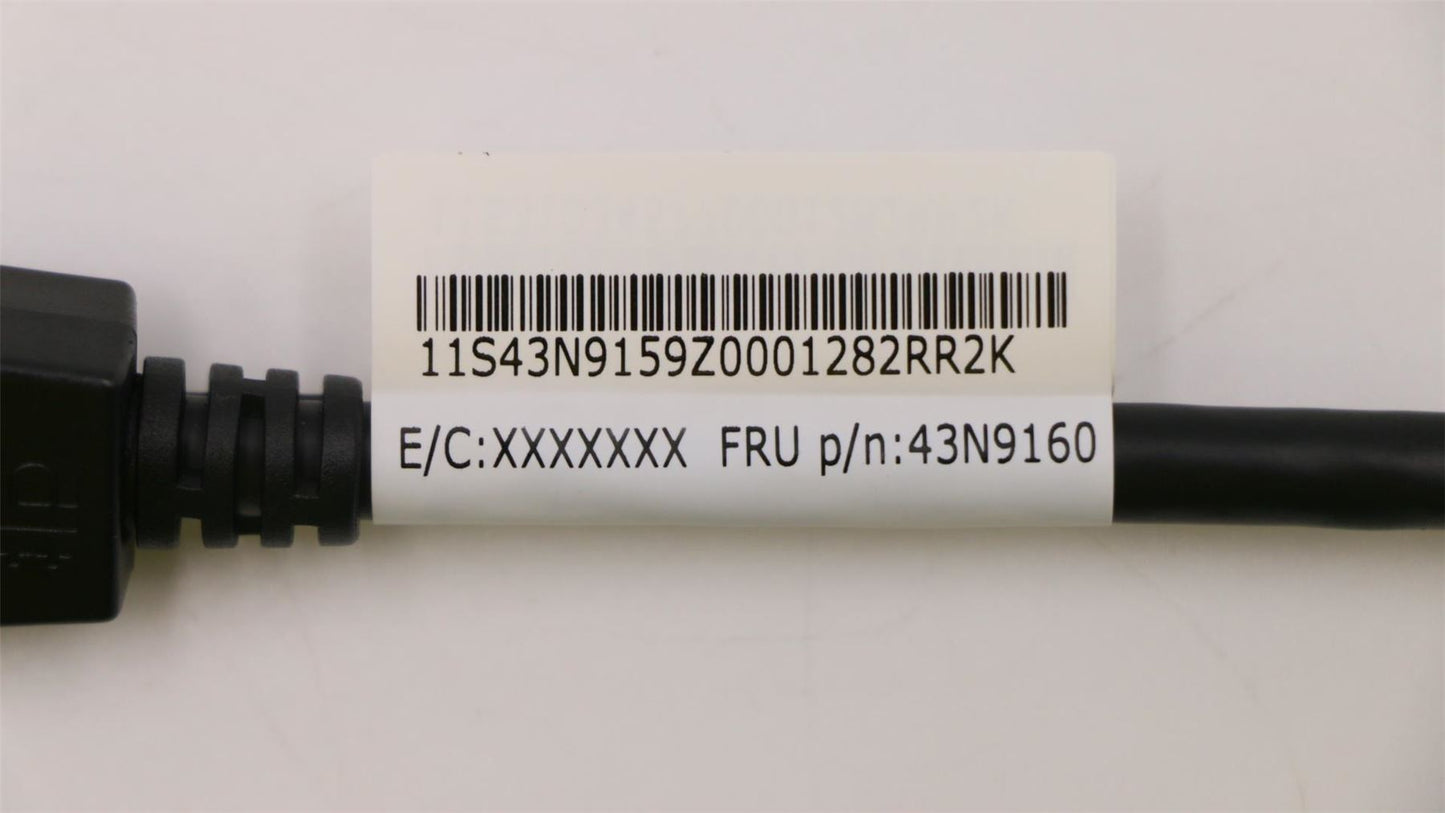 11S43N9159Z0001282RR2K
E/C:XXXXXXX FRU p/n:43N9160